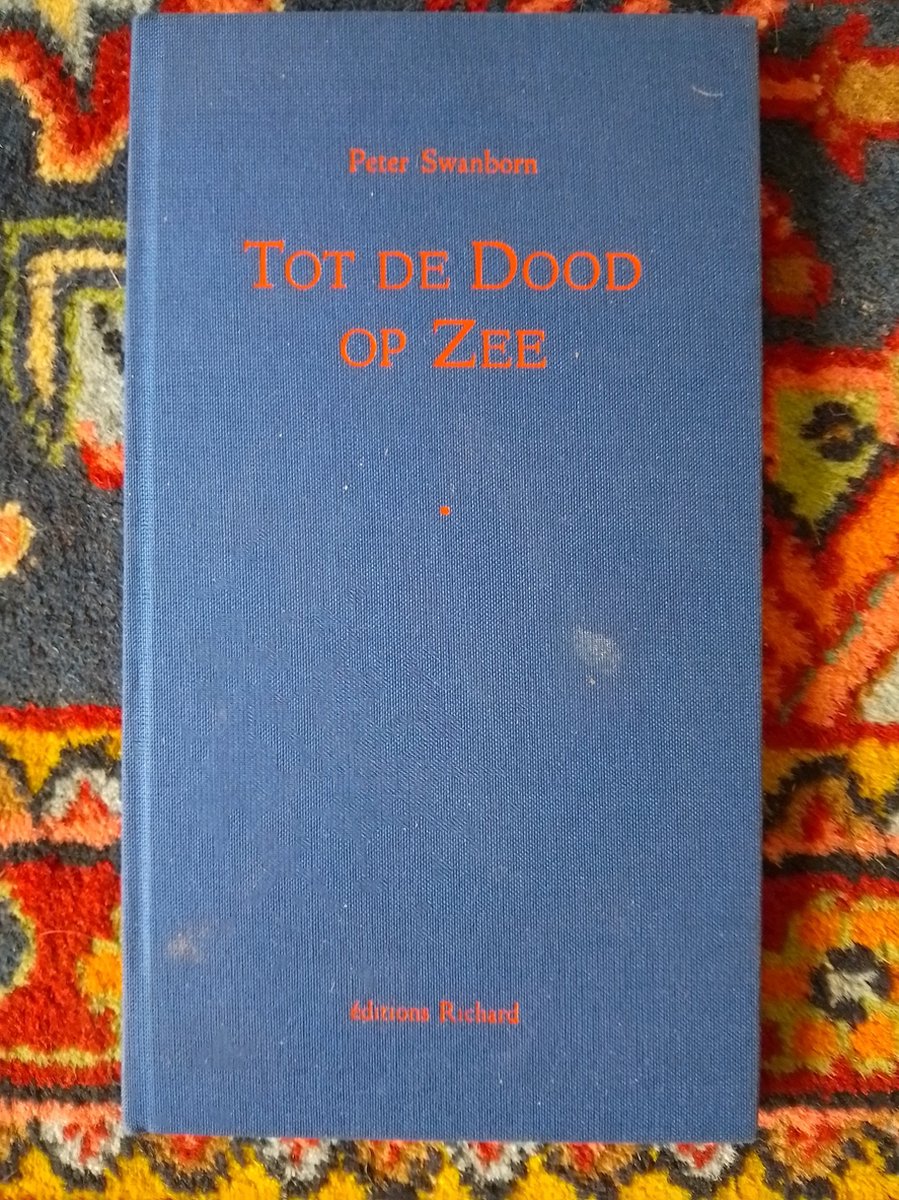 Peter Swanborn
TOT DE DOOD
OP ZEE
éditions Richard